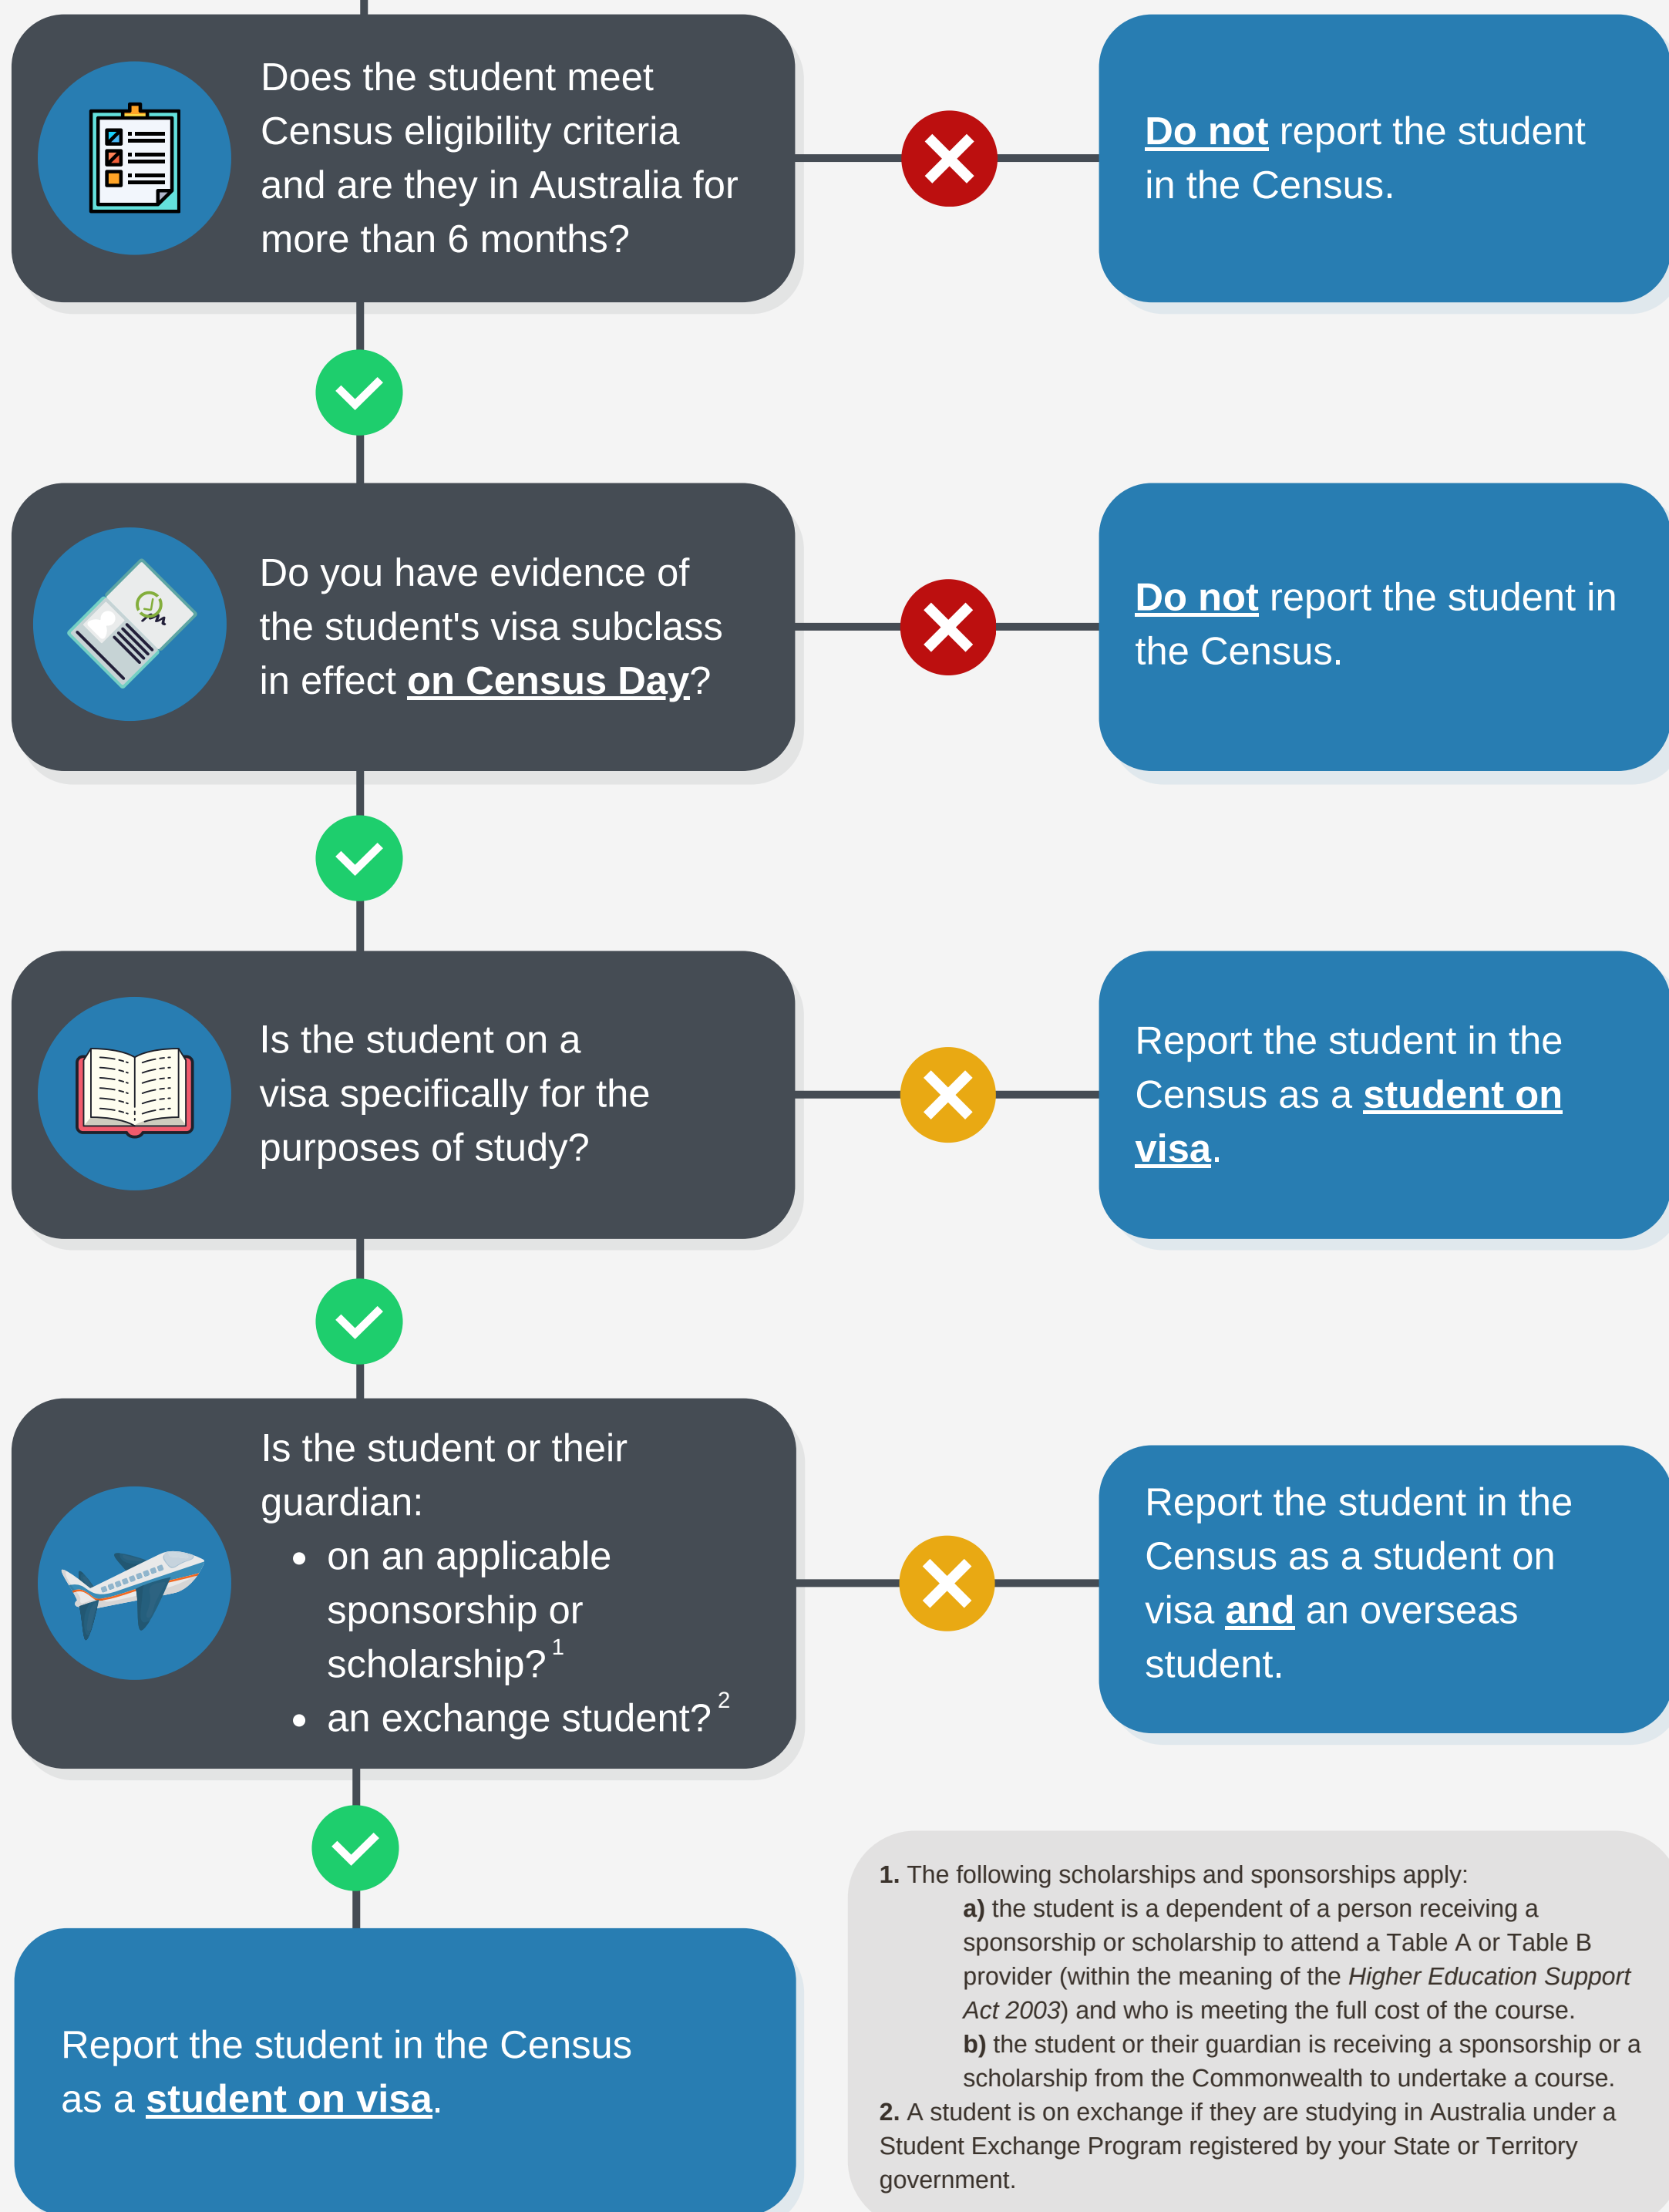 Does the student meet
Census eligibility criteria
and are they in Australia for
more than 6 months?
Do not report the student
in the Census.
Do you have evidence of
the student's visa subclass
in effect on Census Day?
Do not report the student in
the Census.
Is the student on a
visa specifically for the
purposes of study?
Report the student in the
Census as a student on
visa.
Is the student or their
guardian:
• on an applicable
sponsorship or
scholarship? 1
• an exchange student? 2
Report the student in the
Census as a student on
visa and an overseas
student.
Report the student in the Census
as a student on visa.
1. The following scholarships and sponsorships apply:
a) the student is a dependent of a person receiving a
sponsorship or scholarship to attend a Table A or Table B
provider (within the meaning of the Higher Education Support
Act 2003) and who is meeting the full cost of the course.
b) the student or their guardian is receiving a sponsorship or a
scholarship from the Commonwealth to undertake a course.
2. A student is on exchange if they are studying in Australia under a
Student Exchange Program registered by your State or Territory
government.